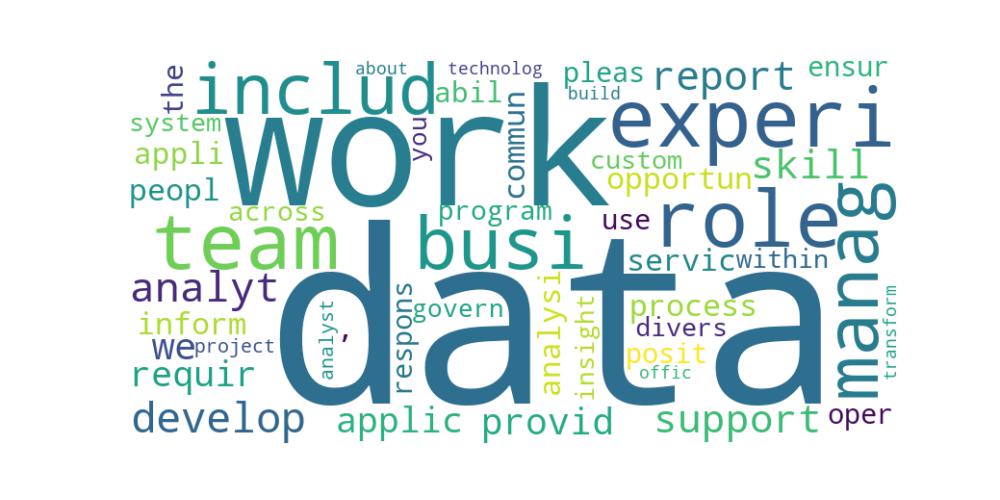 the
includ
about
technolog
pleas
report
ensur
abil
build
work
you
commun
experi
system
appli
custom
skill
opportun
peopl
across
program
use
role
manag
team
busi
servic
within
analyt
data
inform
analyst
,
respons
govern
analysi
insight
process
divers
transform
we
project
posit
offic
requir
develop
applic
provid
support
oper